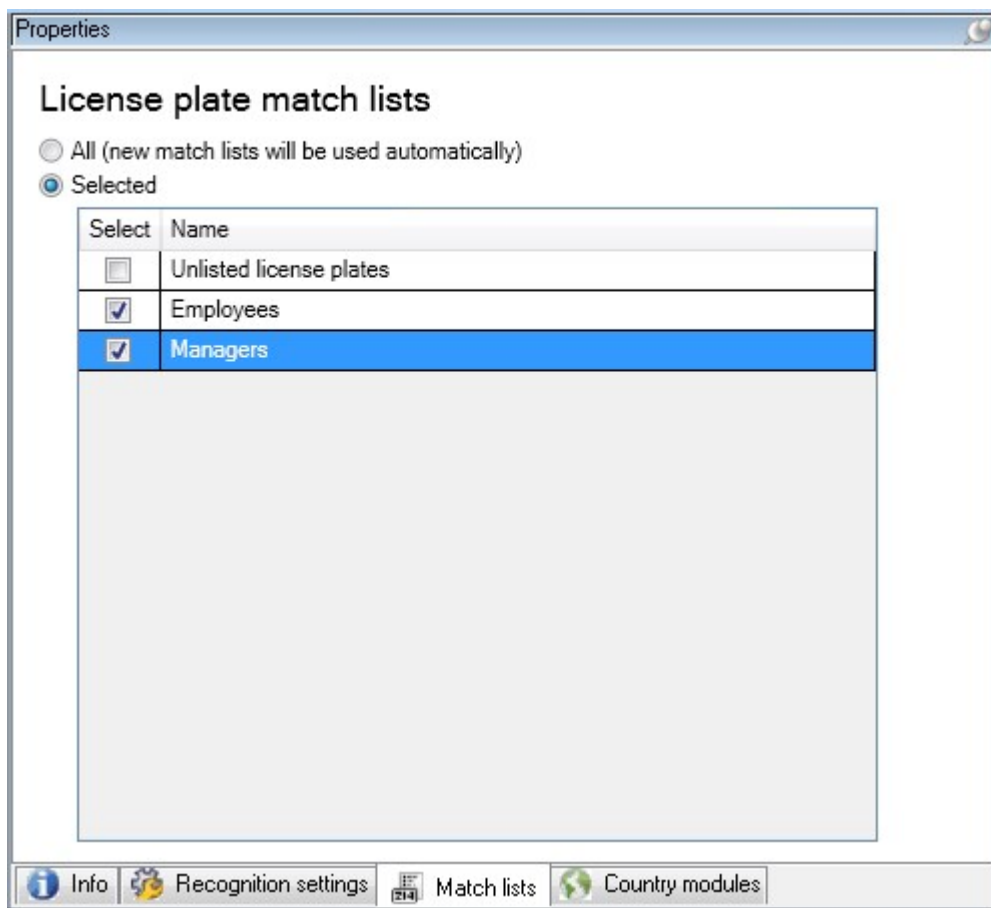 Properties
License plate match lists
All (new match lists will be used automatically)
Selected
Select Name
Unlisted license plates
Employees
Managers
Info Recognition settings Match lists Country modules